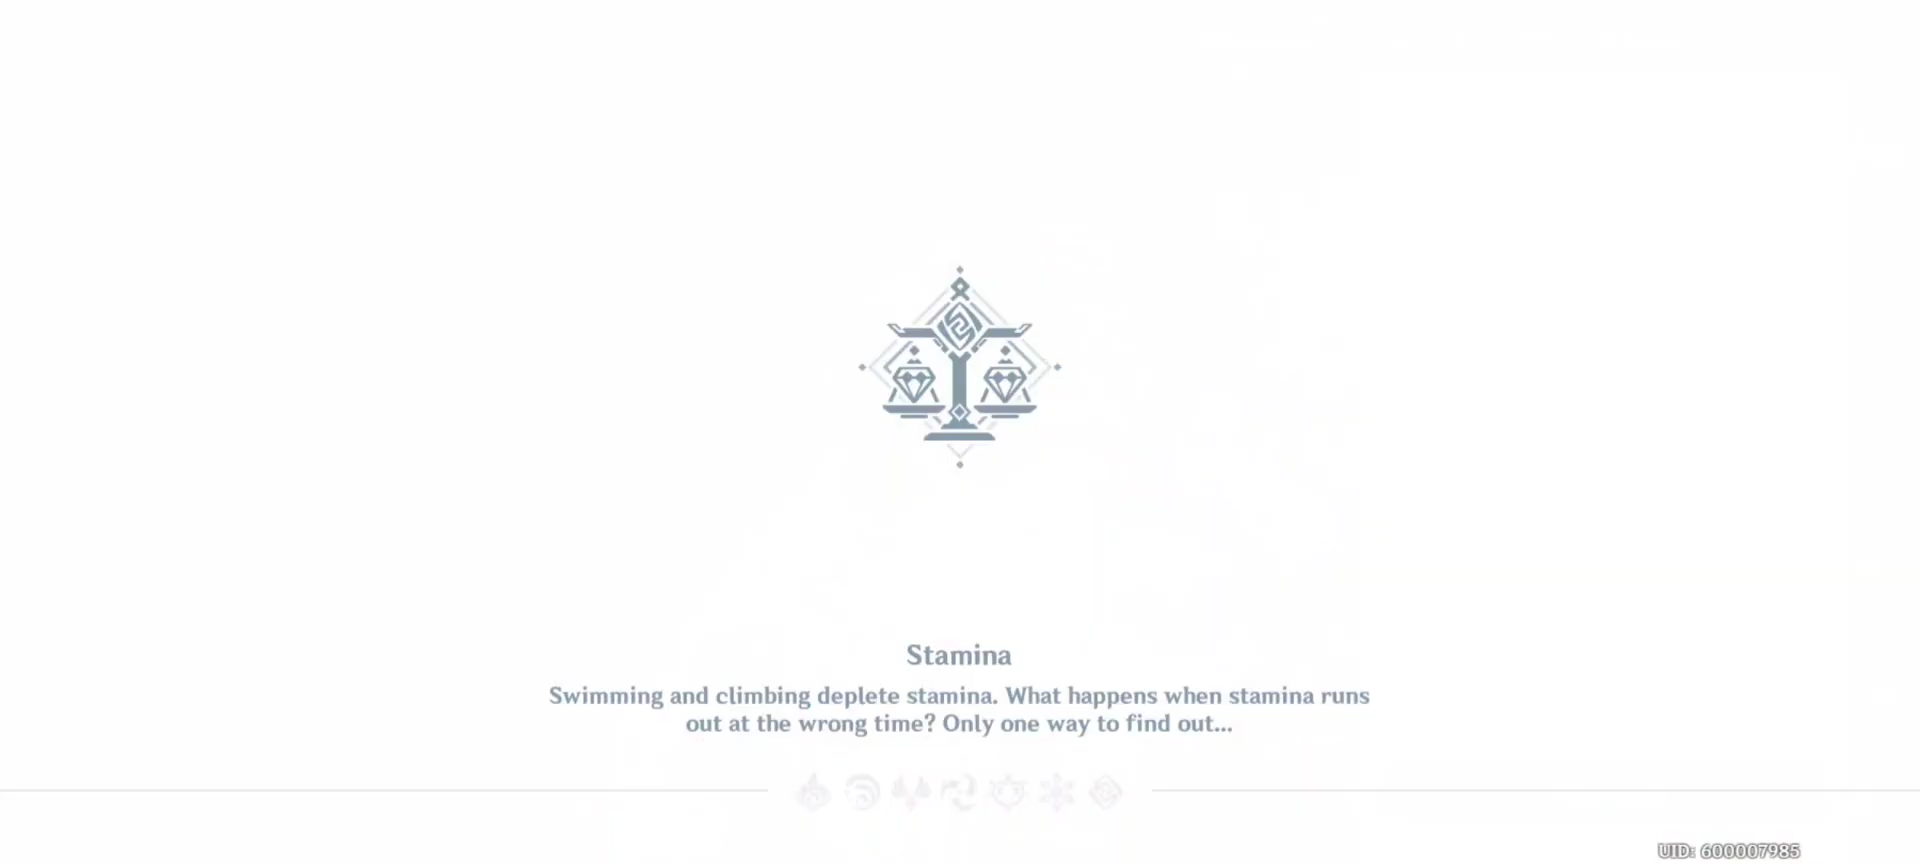 Stamina
Swimming and climbing deplete stamina. What happens when stamina runs
out at the wrong time? Only one way to find out...
UID: 600007985